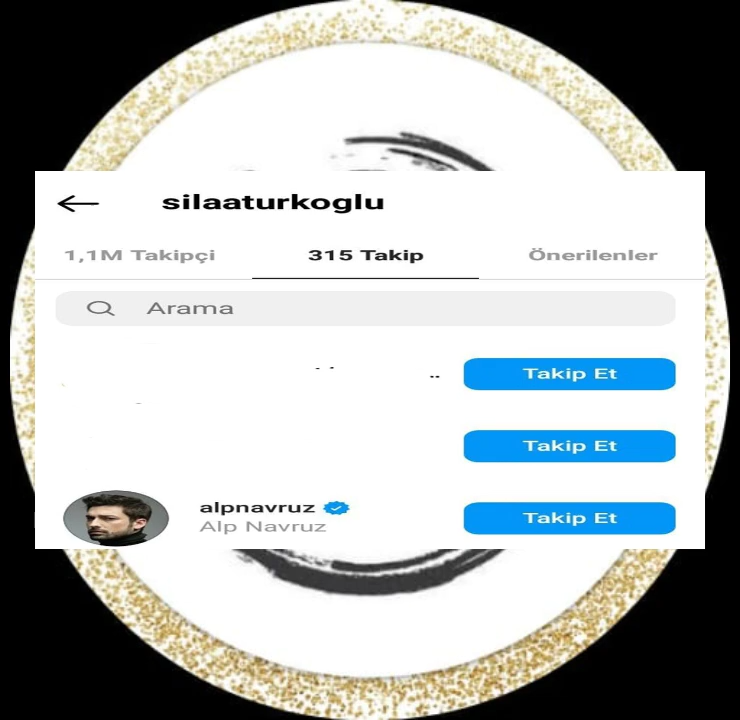 silaaturkoglu
1,1M Takipçi 315 Takip Önerilenler
Arama
Takip Et
Takip Et
alpnavruz
Alp Navruz
Takip Et